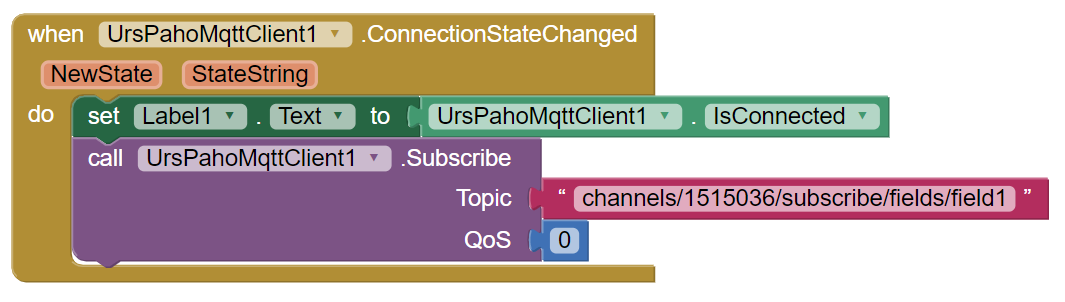 when UrsPahoMqttClient1 .ConnectionStateChanged
NewState StateString
do set Label1 . Text to UrsPahoMqttClient1 . IsConnected
call UrsPahoMqttClient1 .Subscribe
Topic “ channels/1515036/subscribe/fields/field1 ”
QoS 0